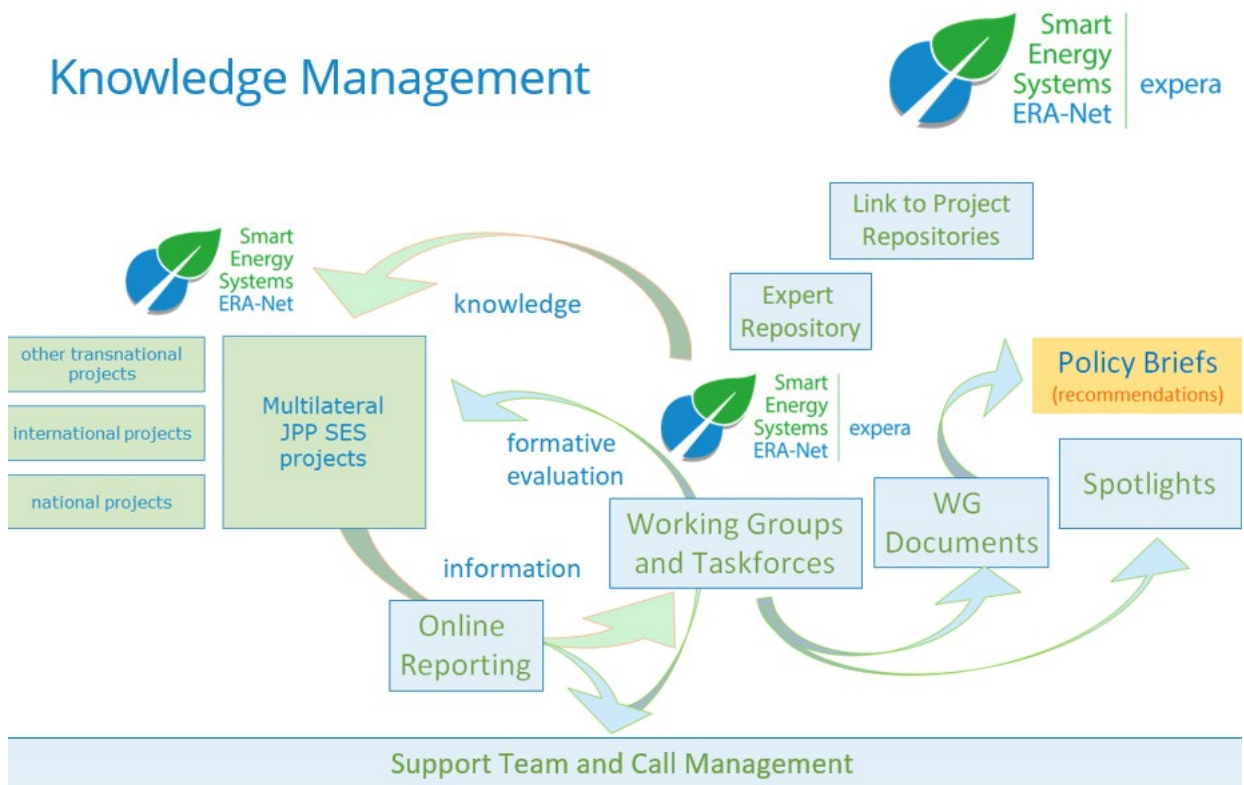 Knowledge Management
Smart
Energy
Systems
ERA-Net
expera
Link to Project
Repositories
Smart
Energy
Systems
ERA-Net
knowledge
Expert
Repository
other transnational
projects
international projects
national projects
Multilateral
JPP SES
projects
formative
evaluation
Smart
Energy
Systems
ERA-Net
expera
Policy Briefs
(recommendations)
Working Groups
and Taskforces
WG
Documents
Spotlights
information
Online
Reporting
Support Team and Call Management